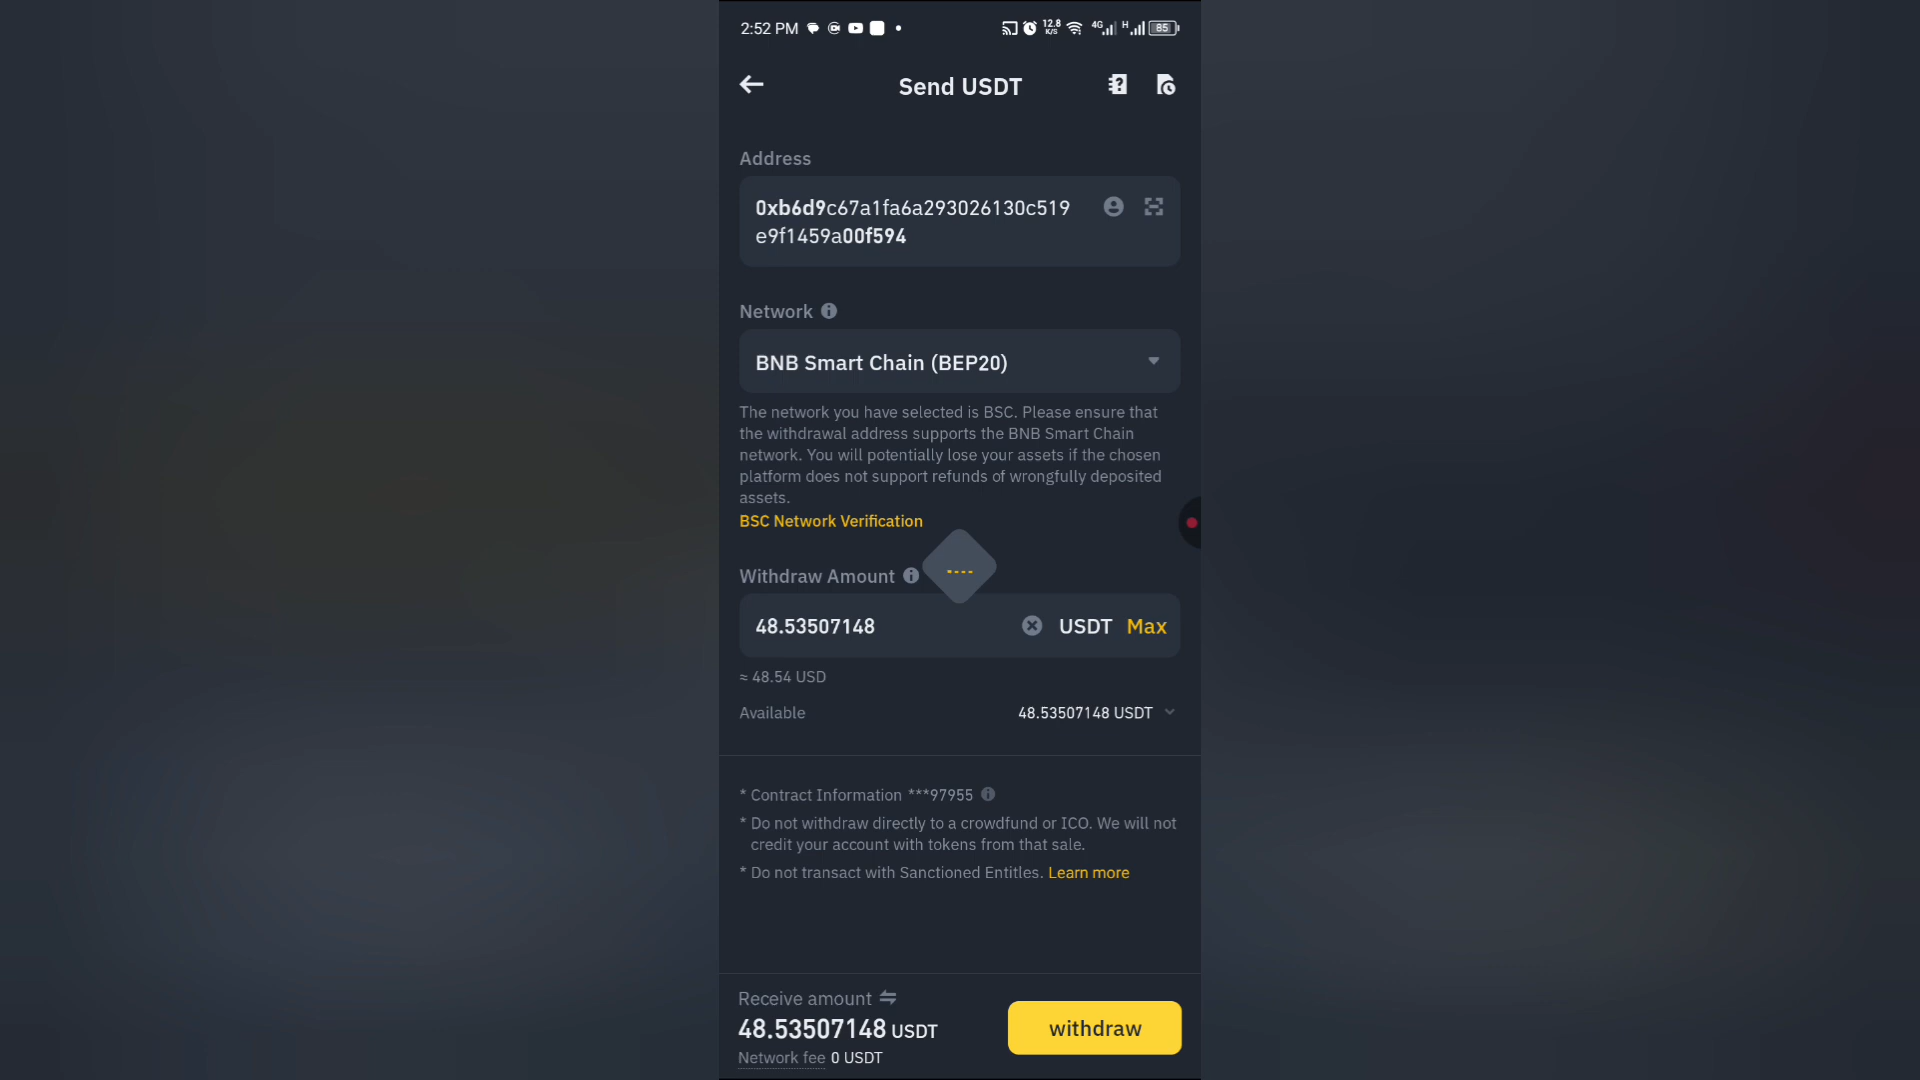 2:52 PM
12.8
K/S
4G
H
85
Send USDT
Address
0xb6d9c67a1fa6a293026130c519
e9f1459a00f594
Network
BNB Smart Chain (BEP20)
The network you have selected is BSC. Please ensure that
the withdrawal address supports the BNB Smart Chain
network. You will potentially lose your assets if the chosen
platform does not support refunds of wrongfully deposited
assets.
BSC Network Verification
Withdraw Amount
48.53507148 USDT Max
≈ 48.54 USD
Available 48.53507148 USDT
* Contract Information ***97955
* Do not withdraw directly to a crowdfund or ICO. We will not
credit your account with tokens from that sale.
* Do not transact with Sanctioned Entitles. Learn more
Receive amount
48.53507148 USDT
withdraw
Network fee 0 USDT